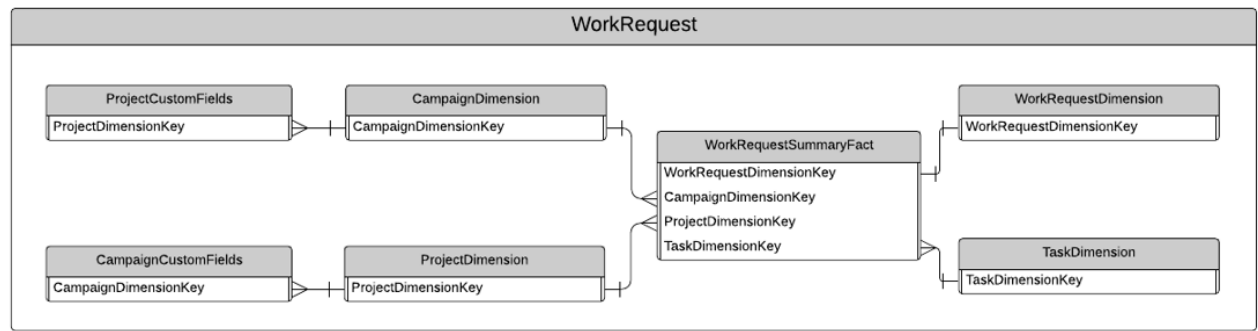 WorkRequest
ProjectCustomFields
ProjectDimensionKey
CampaignDimension
CampaignDimensionKey
WorkRequestSummaryFact
WorkRequestDimensionKey
CampaignDimensionKey
ProjectDimensionKey
TaskDimensionKey
WorkRequestDimension
WorkRequestDimensionKey
CampaignCustomFields
CampaignDimensionKey
ProjectDimension
ProjectDimensionKey
TaskDimension
TaskDimensionKey